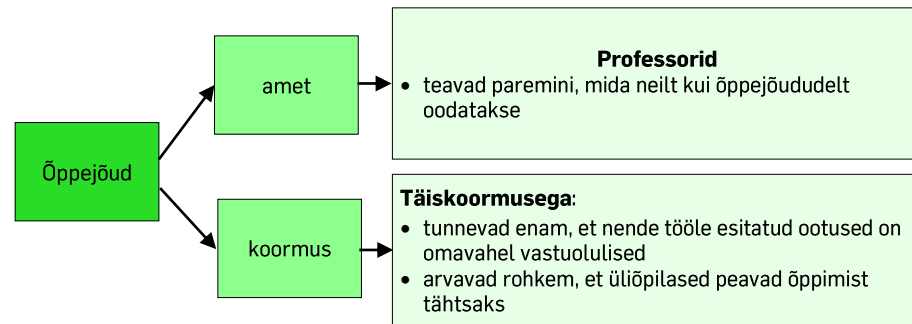 Õppejõud
amet
Professorid
• teavad paremini, mida neilt kui õppejõududelt
oodatakse
koormus
Täiskoormusega:
• tunnevad enam, et nende tööle esitatud ootused on
omavahel vastuolulised
• arvavad rohkem, et üliõpilased peavad õppimist
tähtsaks